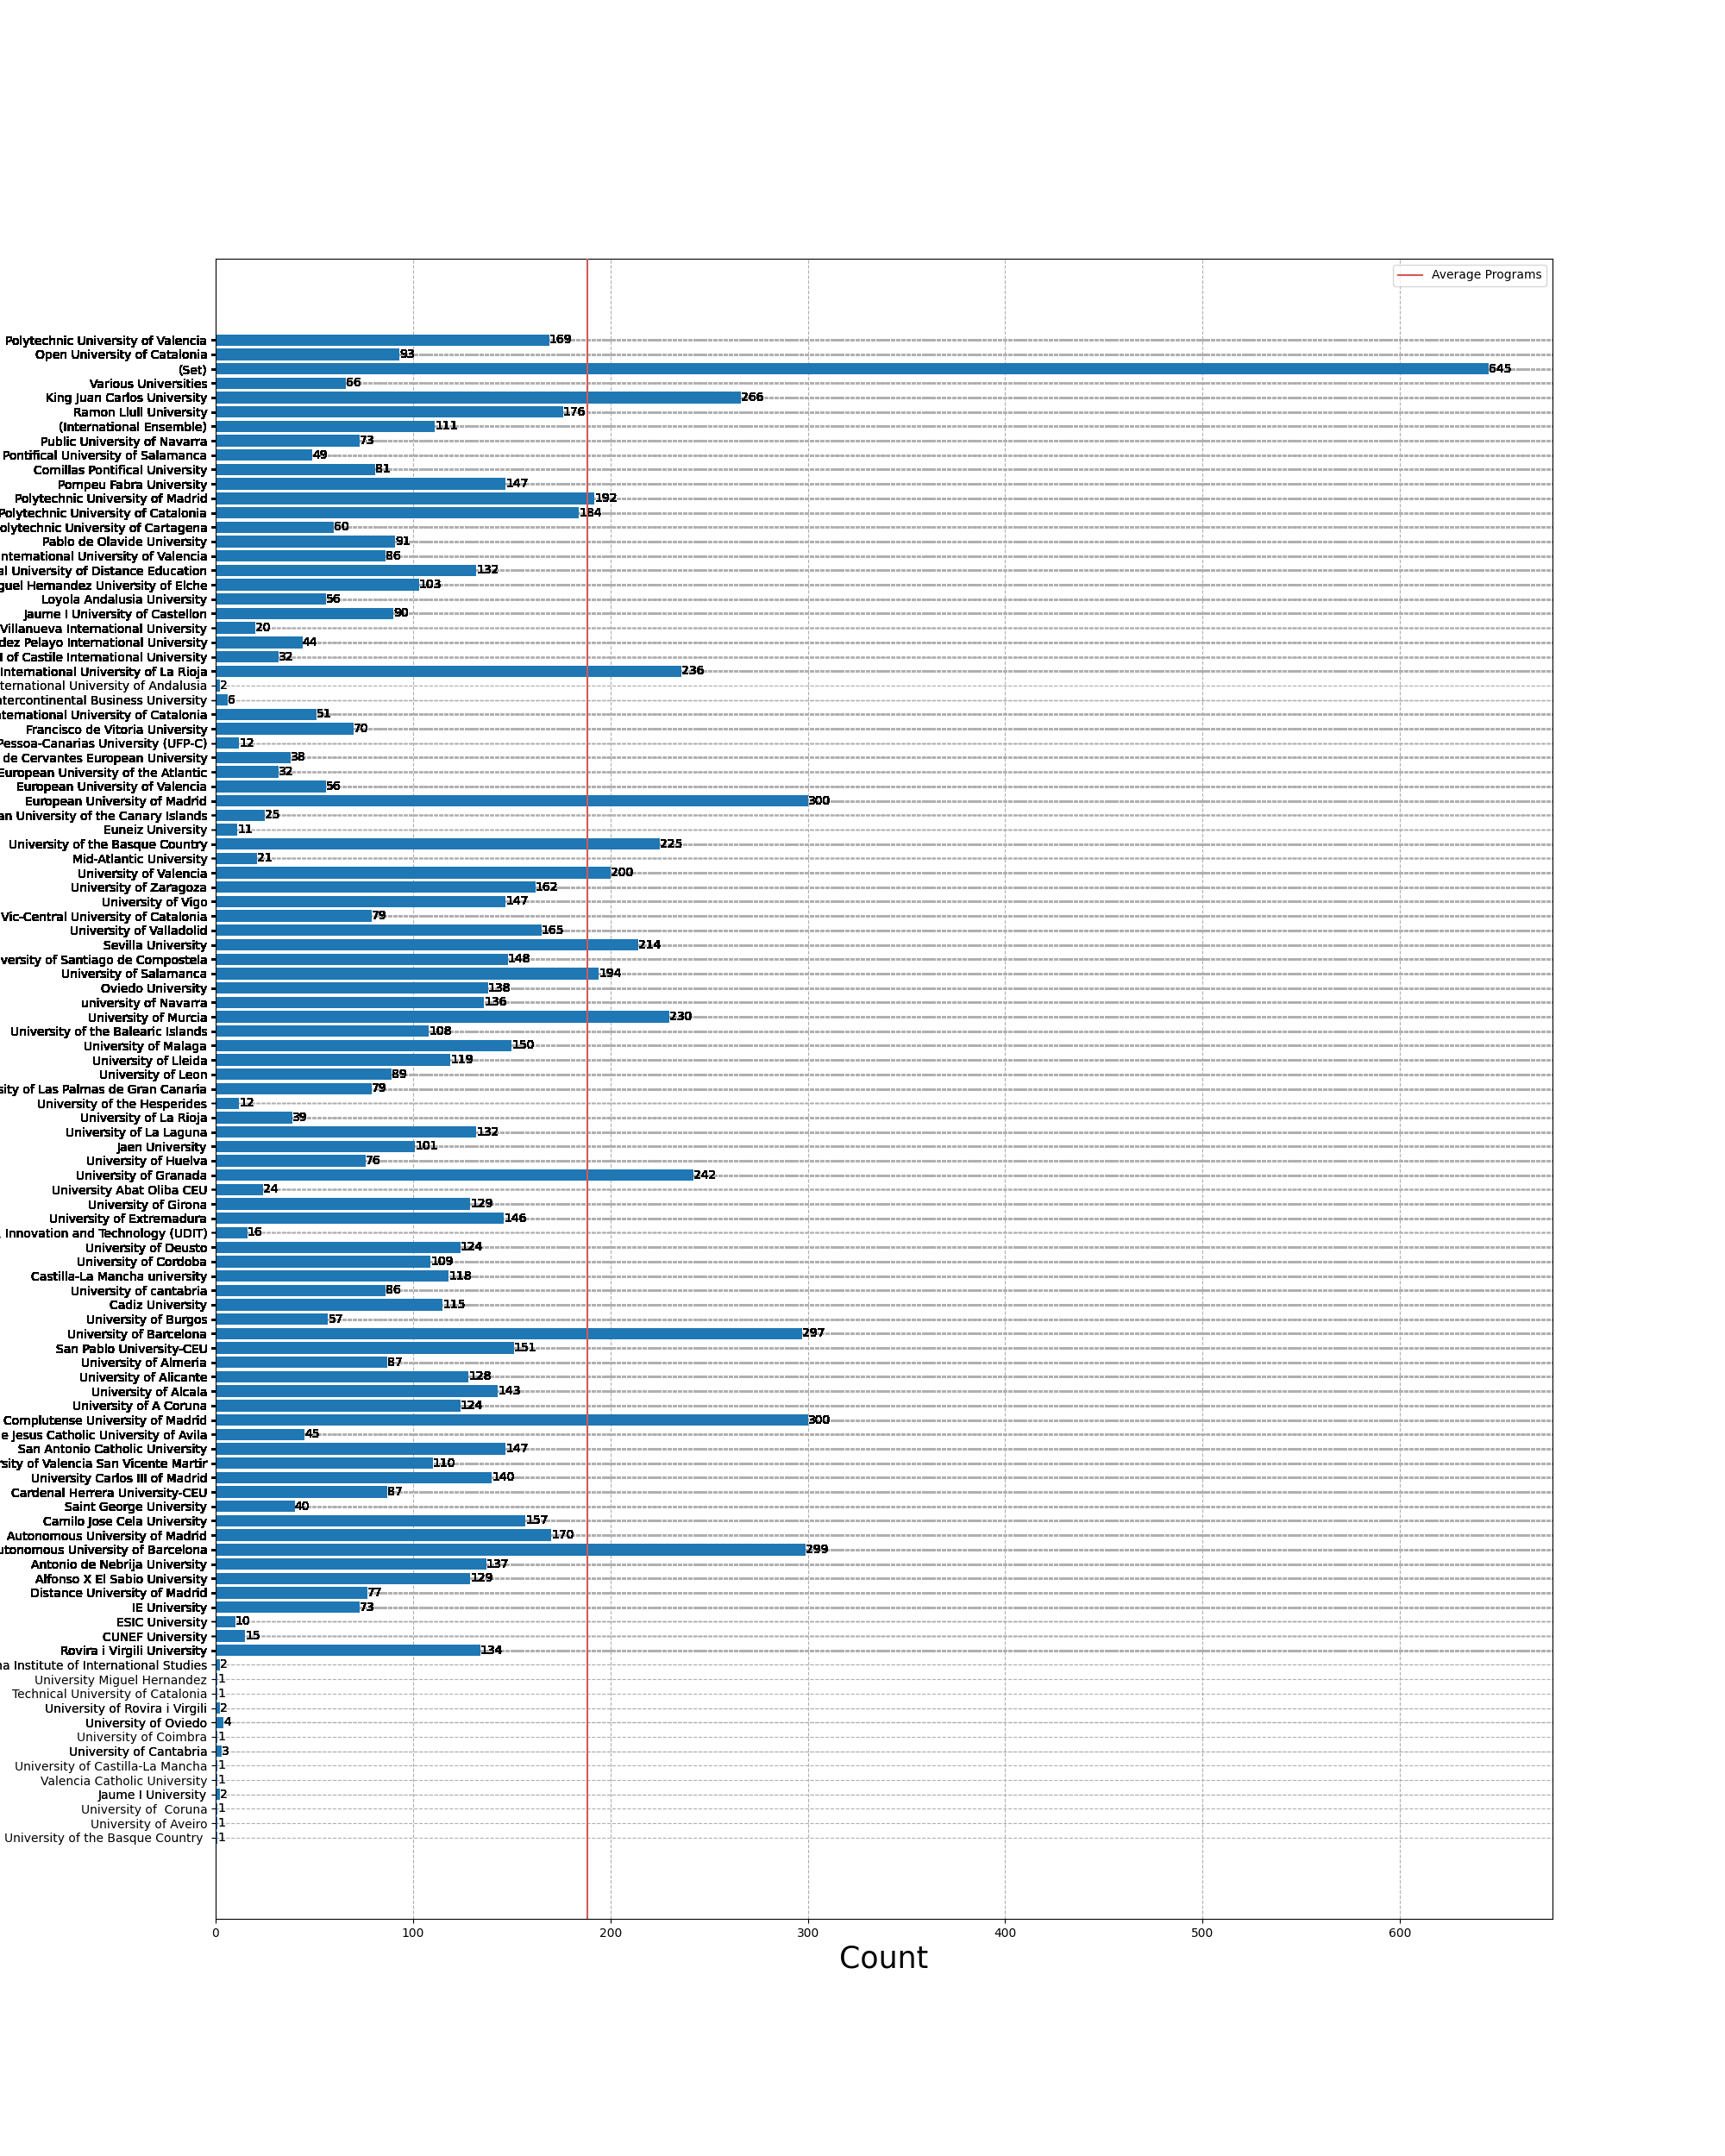 Average Programs
Polytechnic University of Valencia 169
Open University of Catalonia 93
(Set) 645
Various Universities 66
King Juan Carlos University 266
Ramon Llull University 176
(International Ensemble) 111
Public University of Navarra 73
Pontifical University of Salamanca 49
Comillas Pontifical University 81
Pompeu Fabra University 147
Polytechnic University of Madrid 192
Polytechnic University of Catalonia 184
olytechnic University of Cartagena 60
Pablo de Olavide University 91
nternational University of Valencia 86
al University of Distance Education 132
guel Hernandez University of Elche 103
Loyola Andalusia University 56
Jaume I University of Castellon 90
Villanueva International University 20
dez Pelayo International University 44
I of Castile International University 32
International University of La Rioja 236
ternational University of Andalusia 2
tercontinental Business University 6
ternational University of Catalonia 51
Francisco de Vitoria University 70
Pessoa-Canarias University (UFP-C) 12
de Cervantes European University 38
European University of the Atlantic 32
European University of Valencia 56
European University of Madrid 300
an University of the Canary Islands 25
Euneiz University 11
University of the Basque Country 225
Mid-Atlantic University 21
University of Valencia 200
University of Zaragoza 162
University of Vigo 147
Vic-Central University of Catalonia 79
University of Valladolid 165
Sevilla University 214
versity of Santiago de Compostela 148
University of Salamanca 194
Oviedo University 138
university of Navarra 136
University of Murcia 230
University of the Balearic Islands 108
University of Malaga 150
University of Lleida 119
University of Leon 89
sity of Las Palmas de Gran Canaria 79
University of the Hesperides 12
University of La Rioja 39
University of La Laguna 132
Jaen University 101
University of Huelva 76
University of Granada 242
University Abat Oliba CEU 24
University of Girona 129
University of Extremadura 146
, Innovation and Technology (UDIT) 16
University of Deusto 124
University of Cordoba 109
Castilla-La Mancha university 118
University of cantabria 86
Cadiz University 115
University of Burgos 57
University of Barcelona 297
San Pablo University-CEU 151
University of Almeria 87
University of Alicante 128
University of Alcala 143
University of A Coruna 124
Complutense University of Madrid 300
e Jesus Catholic University of Avila 45
San Antonio Catholic University 147
rsity of Valencia San Vicente Martir 110
University Carlos III of Madrid 140
Cardenal Herrera University-CEU 87
Saint George University 40
Camilo Jose Cela University 157
Autonomous University of Madrid 170
utonomous University of Barcelona 299
Antonio de Nebrija University 137
Alfonso X El Sabio University 129
Distance University of Madrid 77
IE University 73
ESIC University 10
CUNEF University 15
Rovira i Virgili University 134
na Institute of International Studies 2
University Miguel Hernandez 1
Technical University of Catalonia 1
University of Rovira i Virgili 2
University of Oviedo 4
University of Coimbra 1
University of Cantabria 3
University of Castilla-La Mancha 1
Valencia Catholic University 1
Jaume I University 2
University of  Coruna 1
University of Aveiro 1
University of the Basque Country 1
0 100 200 300 400 500 600
Count